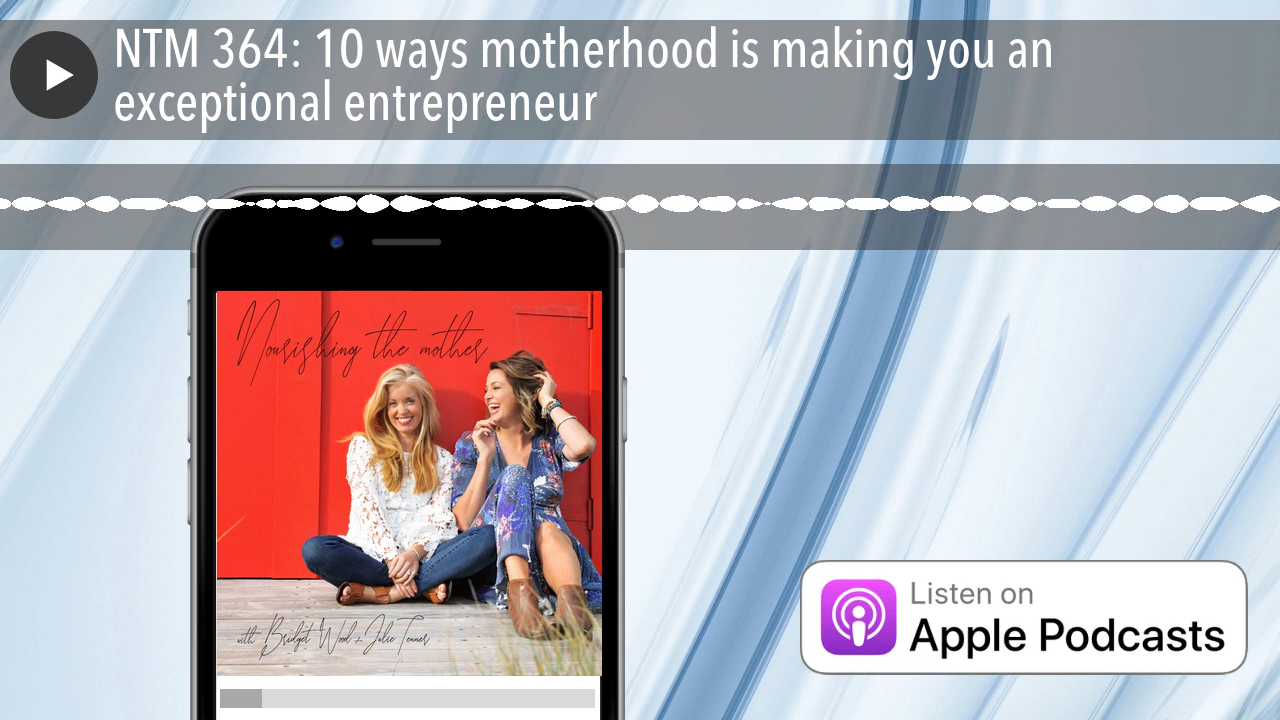 NTM 364: 10 ways motherhood is making you an
exceptional entrepreneur
Nourishing the mother
with Bridget Wood + Julie Tenner
Listen on
Apple Podcasts